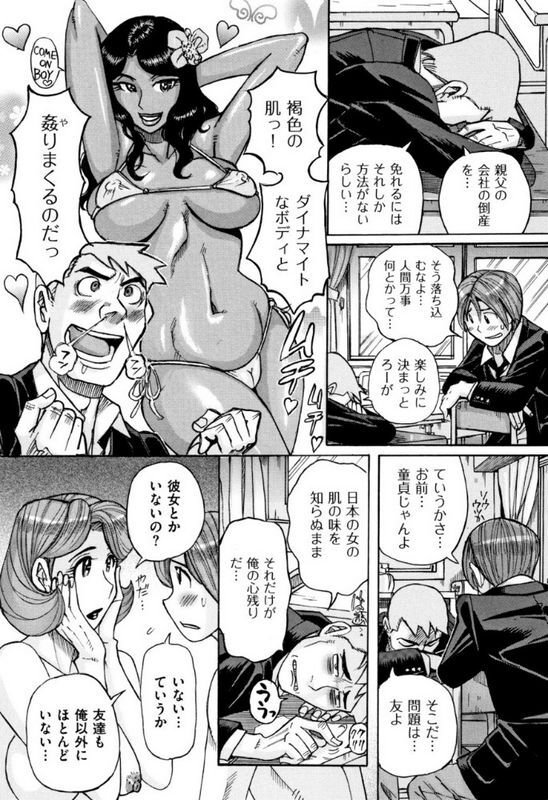 親父の
会社の倒産
を…
免れるには
それしか
方法がない
らしい…
そう落ち込
むなよ…
人間万事
何とかって…
楽しみに
決まっと
ろーが
褐色の
肌っ！
ダイナマイト
なボディと
姦りまくるのだっ
や
COME
ON
BOY
ムチ
ムチ
ていうかさ…
お前…
童貞じゃんよ
そこだ…
問題は…
友よ
日本の女の
肌の味を
知らぬまま
それだけが
俺の心残り
だ…
ううっ
彼女とか
いないの？
いない…
ていうか
友達も
俺以外に
ほとんど
いない…